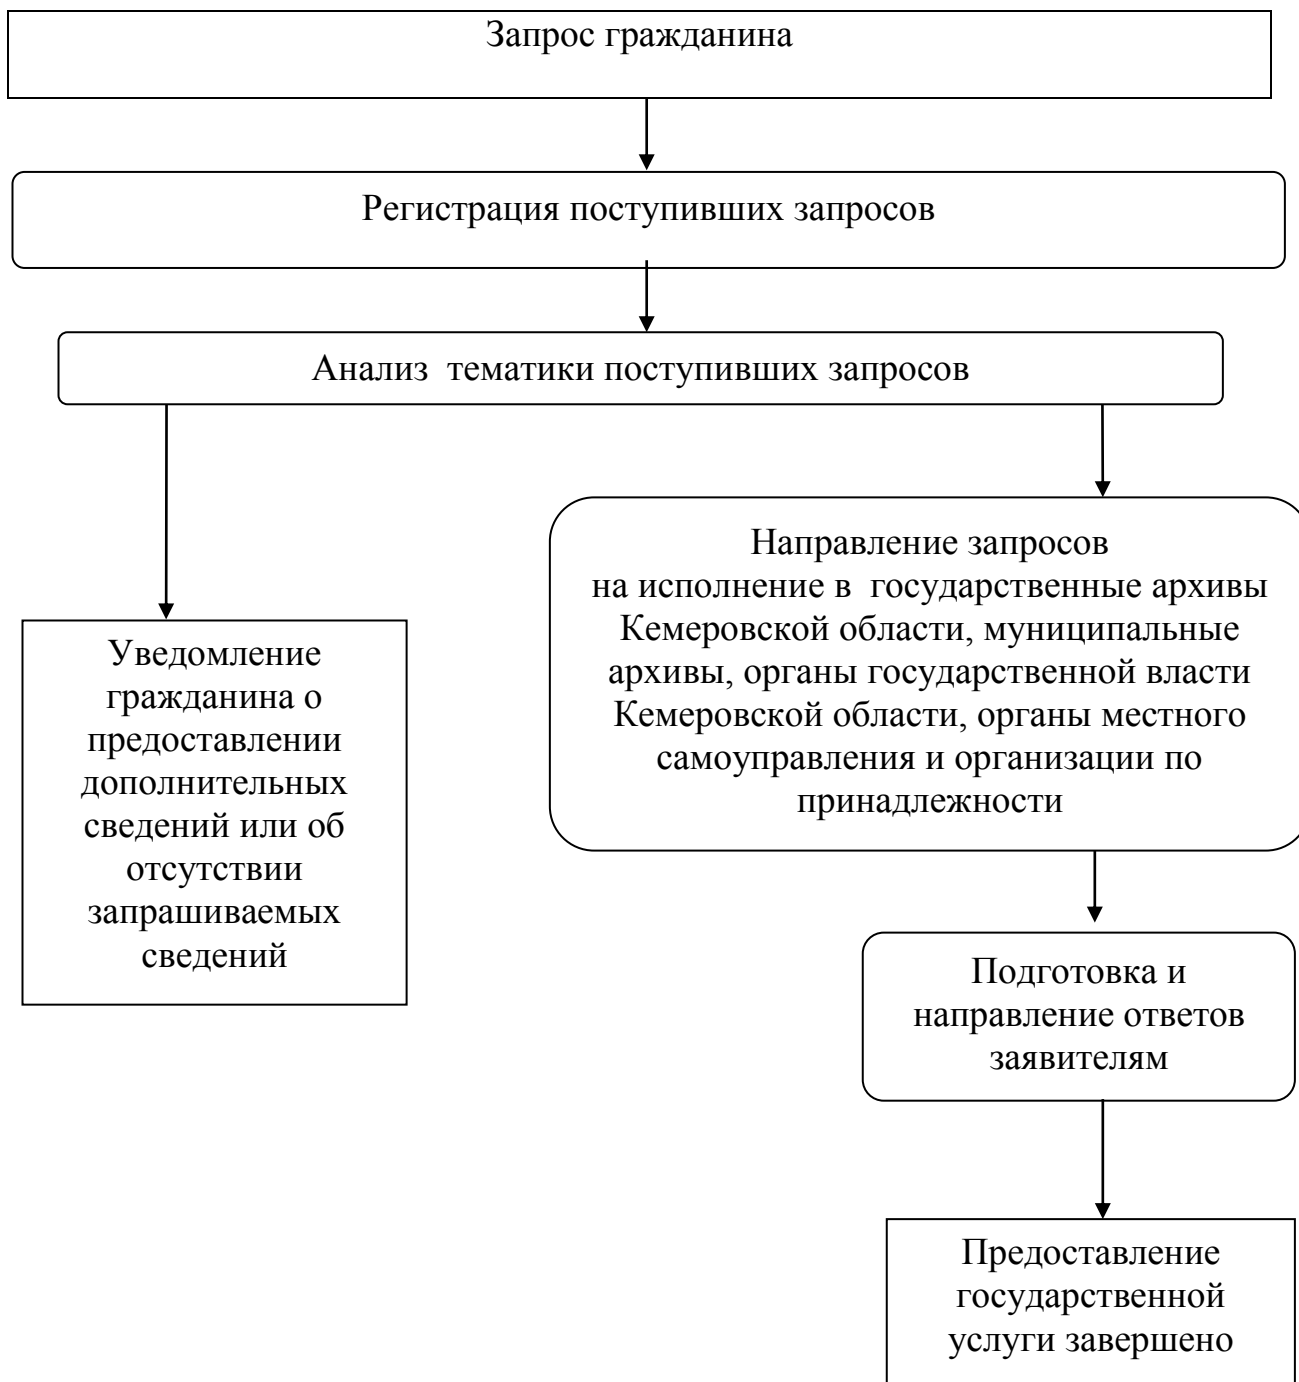 Запрос гражданина
Регистрация поступивших запросов
Анализ  тематики поступивших запросов
Направление запросов
на исполнение в  государственные архивы
Кемеровской области, муниципальные
архивы, органы государственной власти
Кемеровской области, органы местного
самоуправления и организации по
принадлежности
Уведомление
гражданина о
предоставлении
дополнительных
сведений или об
отсутствии
запрашиваемых
сведений
Подготовка и
направление ответов
заявителям
Предоставление
государственной
услуги завершено